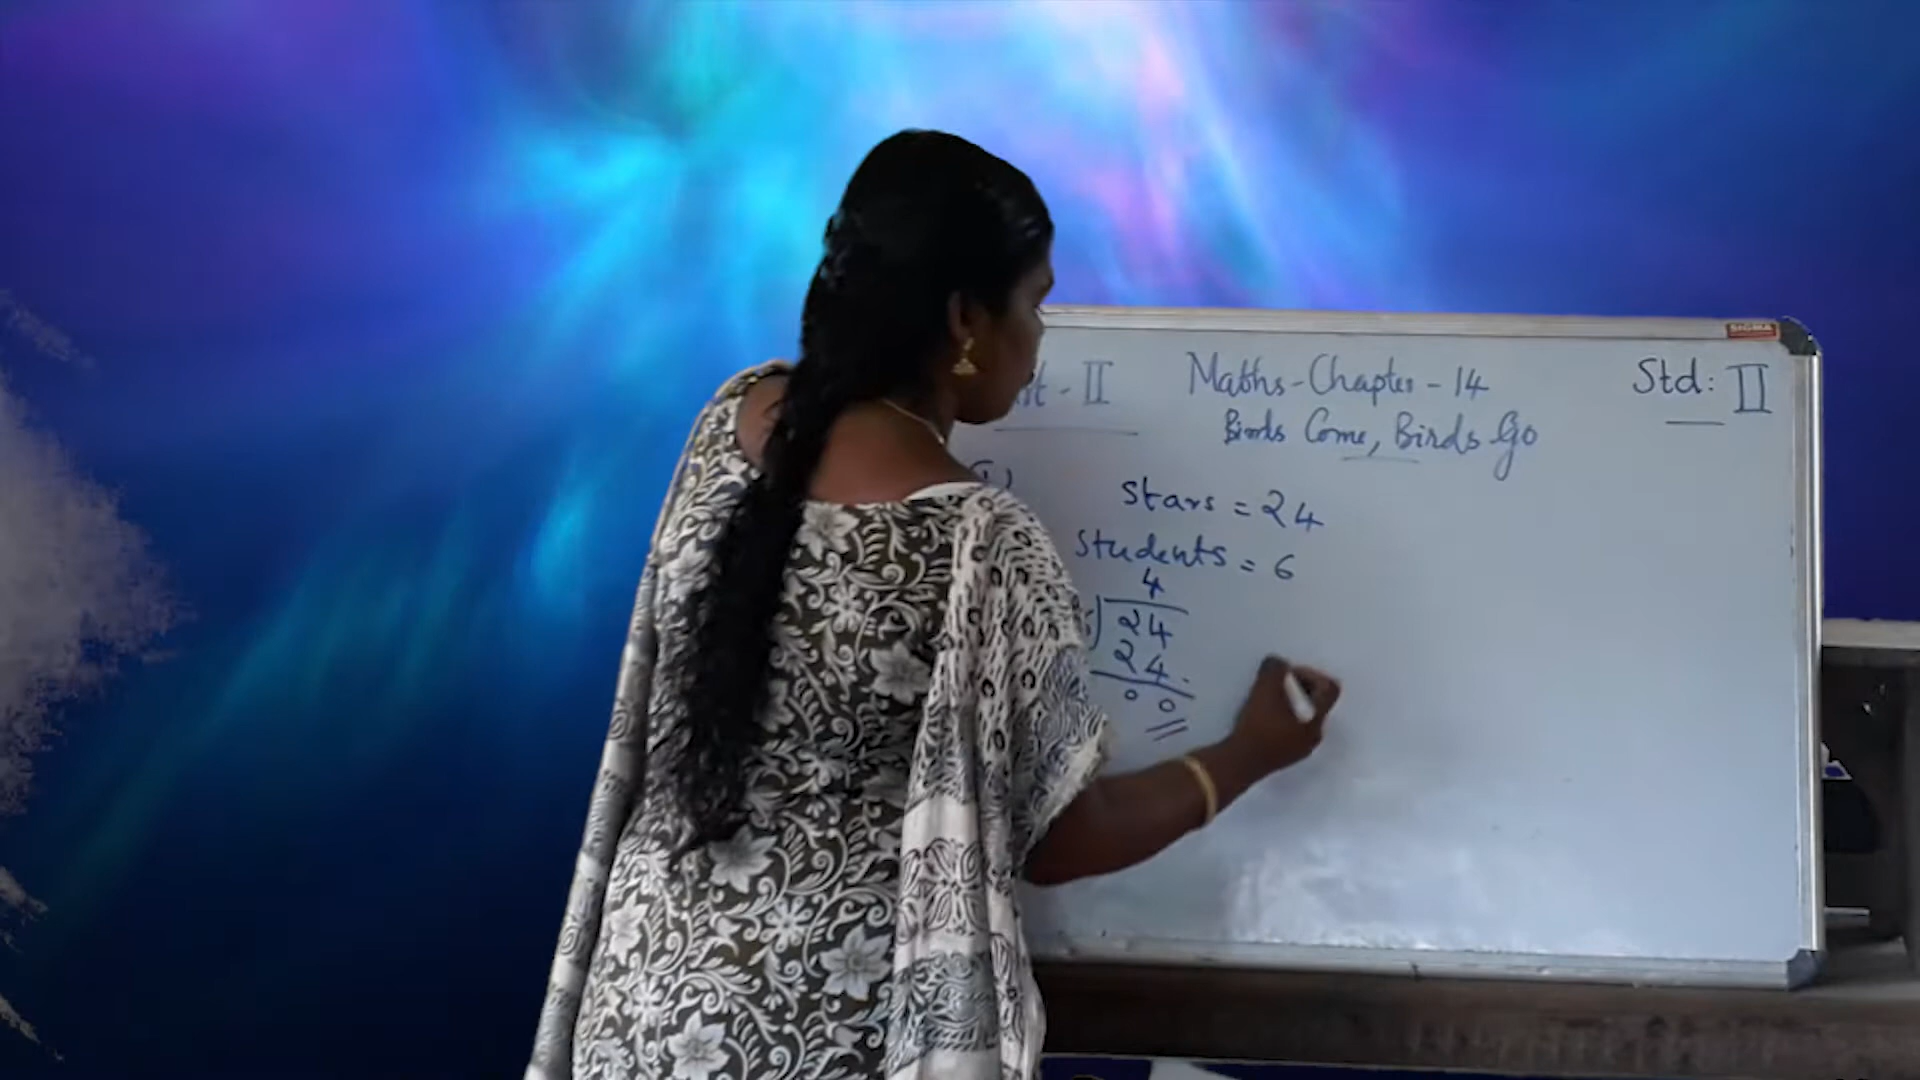 SIGMA
- II Maths - Chapter - 14 Std: II
Birds Come, Birds Go
Stars = 24
Students = 6
4
24
24
0 0